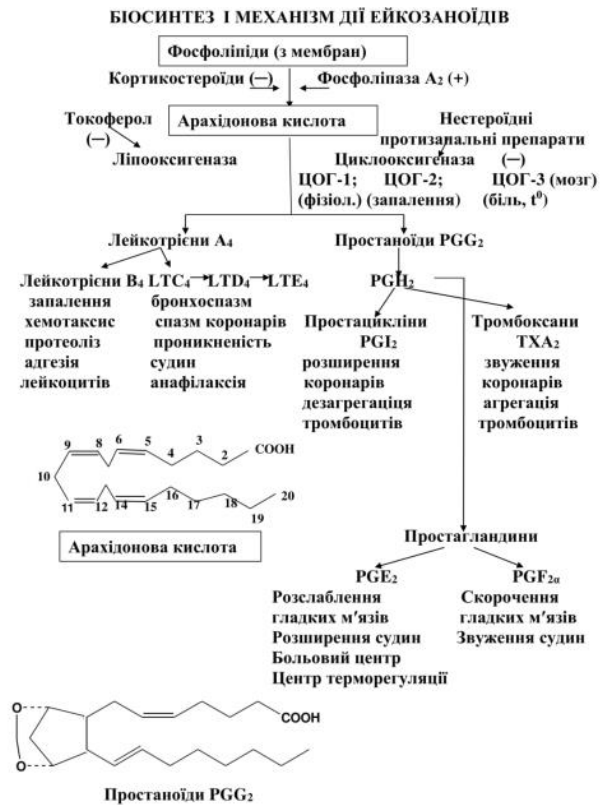 БІОСИНТЕЗ І МЕХАНІЗМ ДІЇ ЕЙКОЗАНОЇДІВ
Фосфоліпіди (з мембран)
Кортикостероїди (—)
Фосфоліпаза А₂ (+)
Токоферол
(—)
Арахідонова кислота
Нестероїдні
протизапальні препарати
Ліпооксигеназа
Циклооксигеназа (—)
ЦОГ-1; ЦОГ-2; ЦОГ-3 (мозг)
(фізіол.) (запалення) (біль, t⁰)
Лейкотрієни А₄
Простаноїди PGG₂
Лейкотрієни В₄
запалення
хемотаксис
протеоліз
адгезія
лейкоцитів
LTC₄ LTD₄ LTE₄
бронхоспазм
спазм коронарів
проникненість
судин
анафілаксія
PGH₂
Простацикліни
PGI₂
розширення
коронарів
дезагрегаціця
тромбоцитів
Тромбоксани
TXA₂
звуження
коронарів
агрегація
тромбоцитів
9 8 6 5 3 COOH
10 4 2
11 12 14 15 16 17 18 20
19
Арахідонова кислота
Простагландини
PGE₂
Розслаблення
гладких м'язів
Розширення судин
Больовий центр
Центр терморегуляції
PGF₂α
Скорочення
гладких м'язів
Звуження судин
O
O
COOH
Простаноїди PGG₂